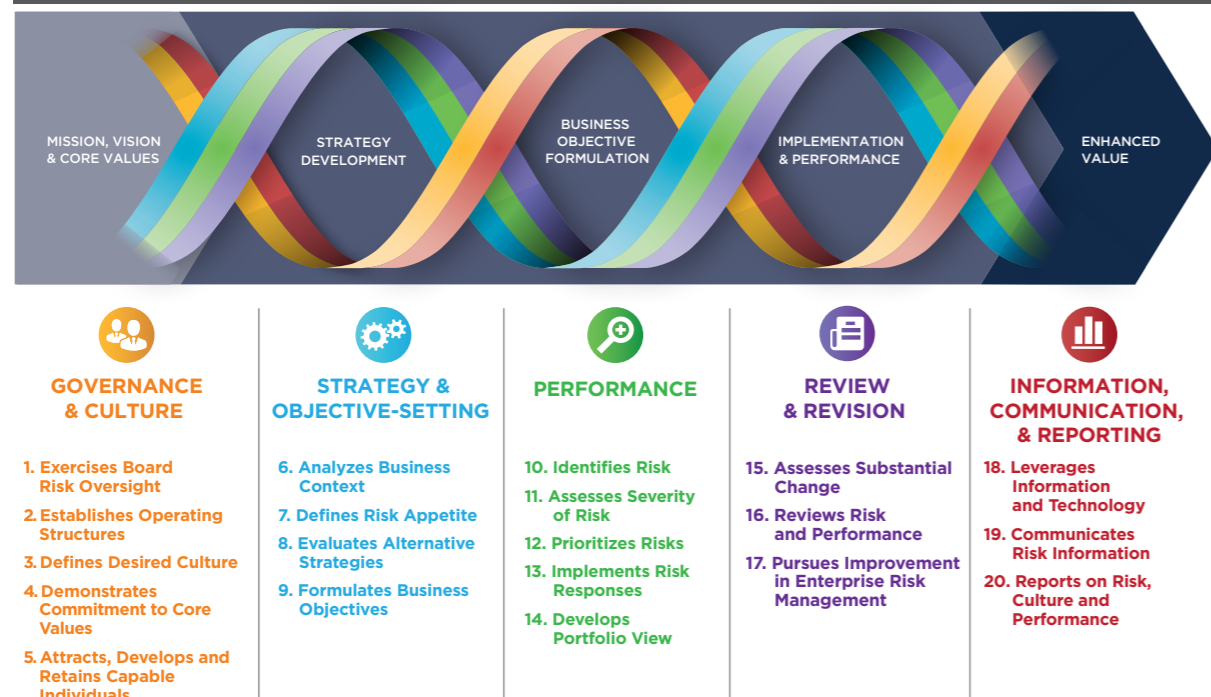 MISSION, VISION
& CORE VALUES
STRATEGY
DEVELOPMENT
BUSINESS
OBJECTIVE
FORMULATION
IMPLEMENTATION
& PERFORMANCE
ENHANCED
VALUE
GOVERNANCE
& CULTURE
1. Exercises Board
Risk Oversight
2. Establishes Operating
Structures
3. Defines Desired Culture
4. Demonstrates
Commitment to Core
Values
5. Attracts, Develops and
Retains Capable
Individuals
STRATEGY &
OBJECTIVE-SETTING
6. Analyzes Business
Context
7. Defines Risk Appetite
8. Evaluates Alternative
Strategies
9. Formulates Business
Objectives
PERFORMANCE
10. Identifies Risk
11. Assesses Severity
of Risk
12. Prioritizes Risks
13. Implements Risk
Responses
14. Develops
Portfolio View
REVIEW
& REVISION
15. Assesses Substantial
Change
16. Reviews Risk
and Performance
17. Pursues Improvement
in Enterprise Risk
Management
INFORMATION,
COMMUNICATION,
& REPORTING
18. Leverages
Information
and Technology
19. Communicates
Risk Information
20. Reports on Risk,
Culture and
Performance